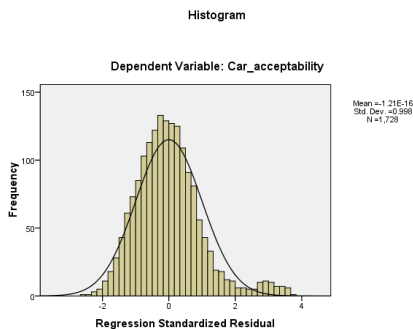 Histogram
Dependent Variable: Car_acceptability
Mean =-1.21E-16
Std. Dev. =0.998
N =1,728
150
100
50
0
Frequency
-2
0
2
4
Regression Standardized Residual